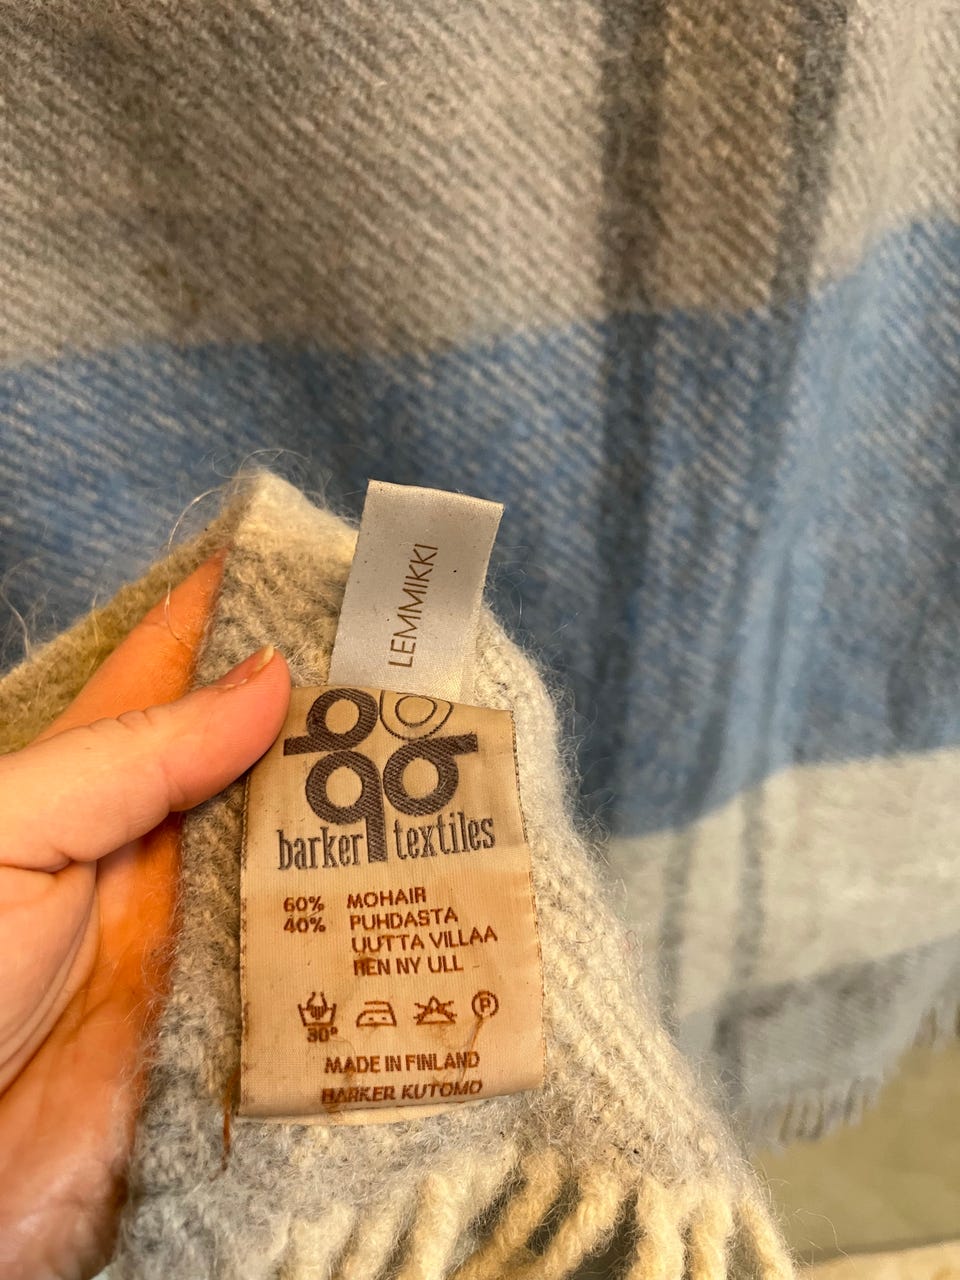 LEMMIKKI
barker textiles
60% MOHAIR
40% PUHDASTA
UUTTA VILLAA
REN NY ULL
30° P
MADE IN FINLAND
BARKER KUTOMO